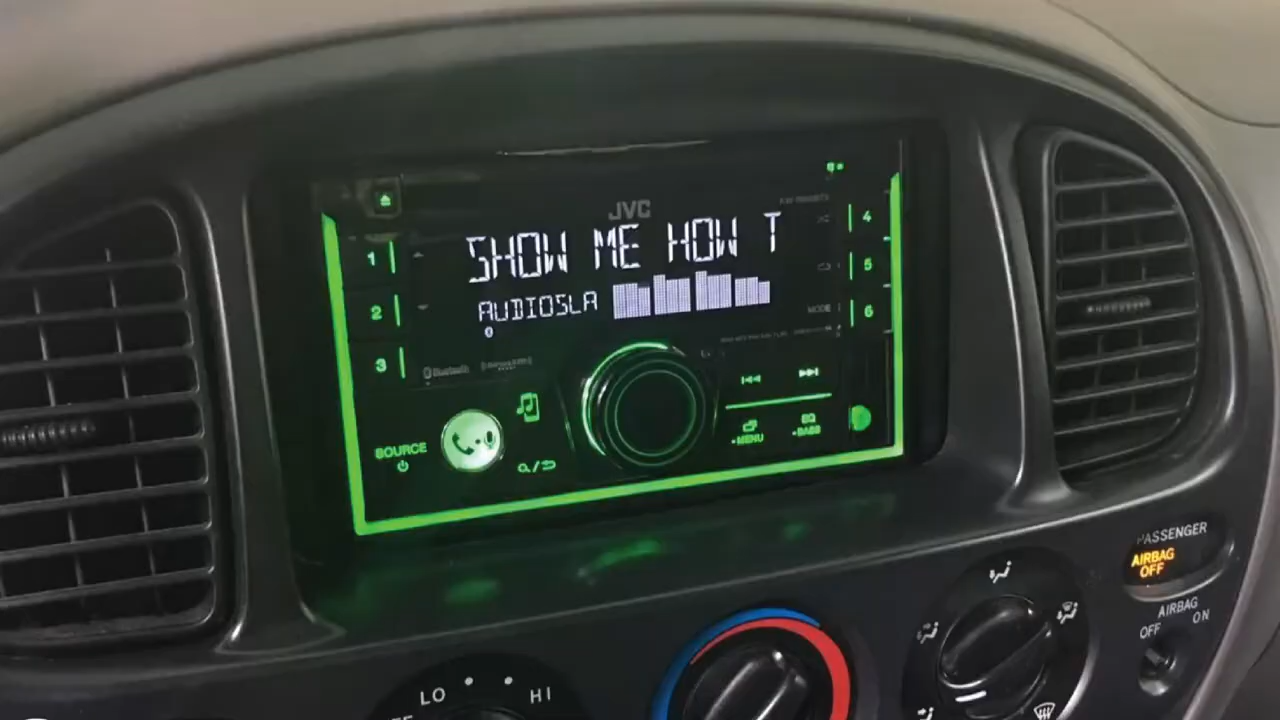 JVC
SHOW ME HOW T
AUDIOSLA
1
2
3
4
5
6
MODE
Bluetooth
SOURCE
MENU
EQ
BASS
PASSENGER
AIRBAG
OFF
AIRBAG
OFF ON
LO HI